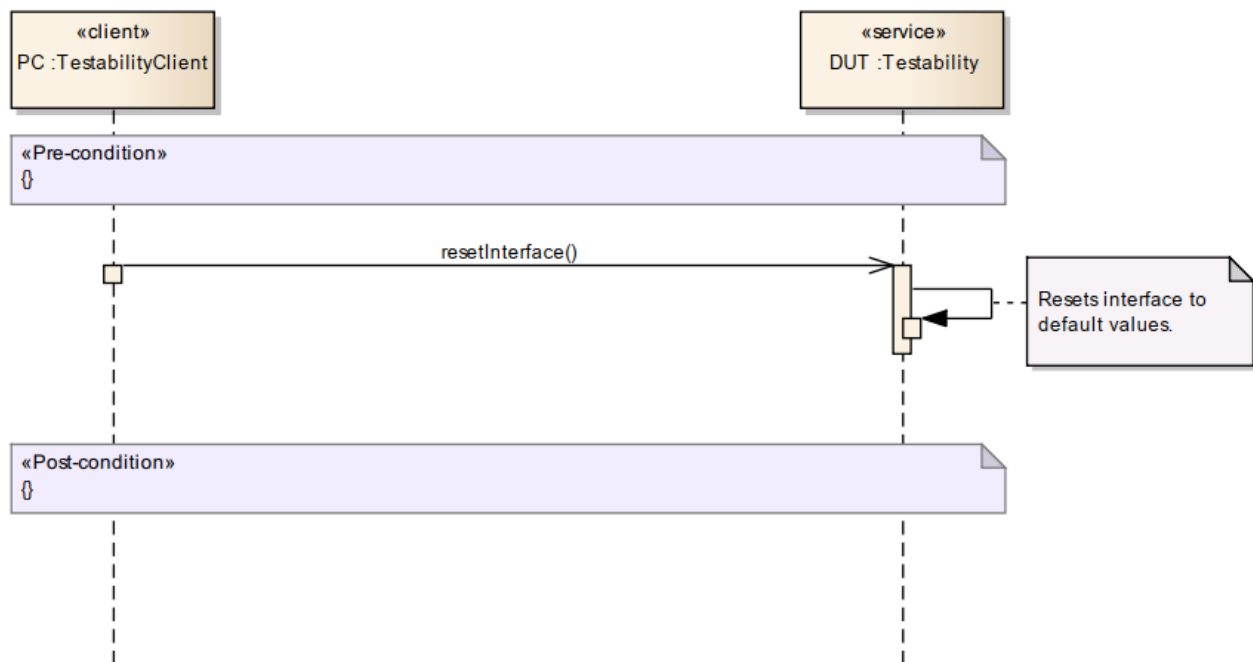 «client»
PC :TestabilityClient
«service»
DUT :Testability
«Pre-condition»
{}
resetInterface()
Resets interface to
default values.
«Post-condition»
{}